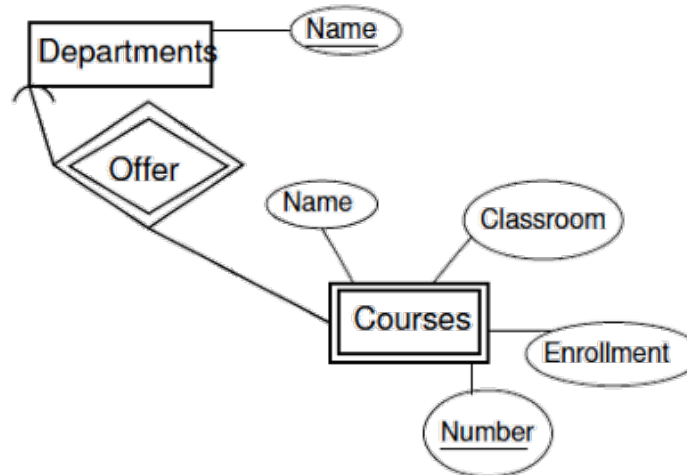 Name
Departments
Offer
Name
Classroom
Courses
Enrollment
Number